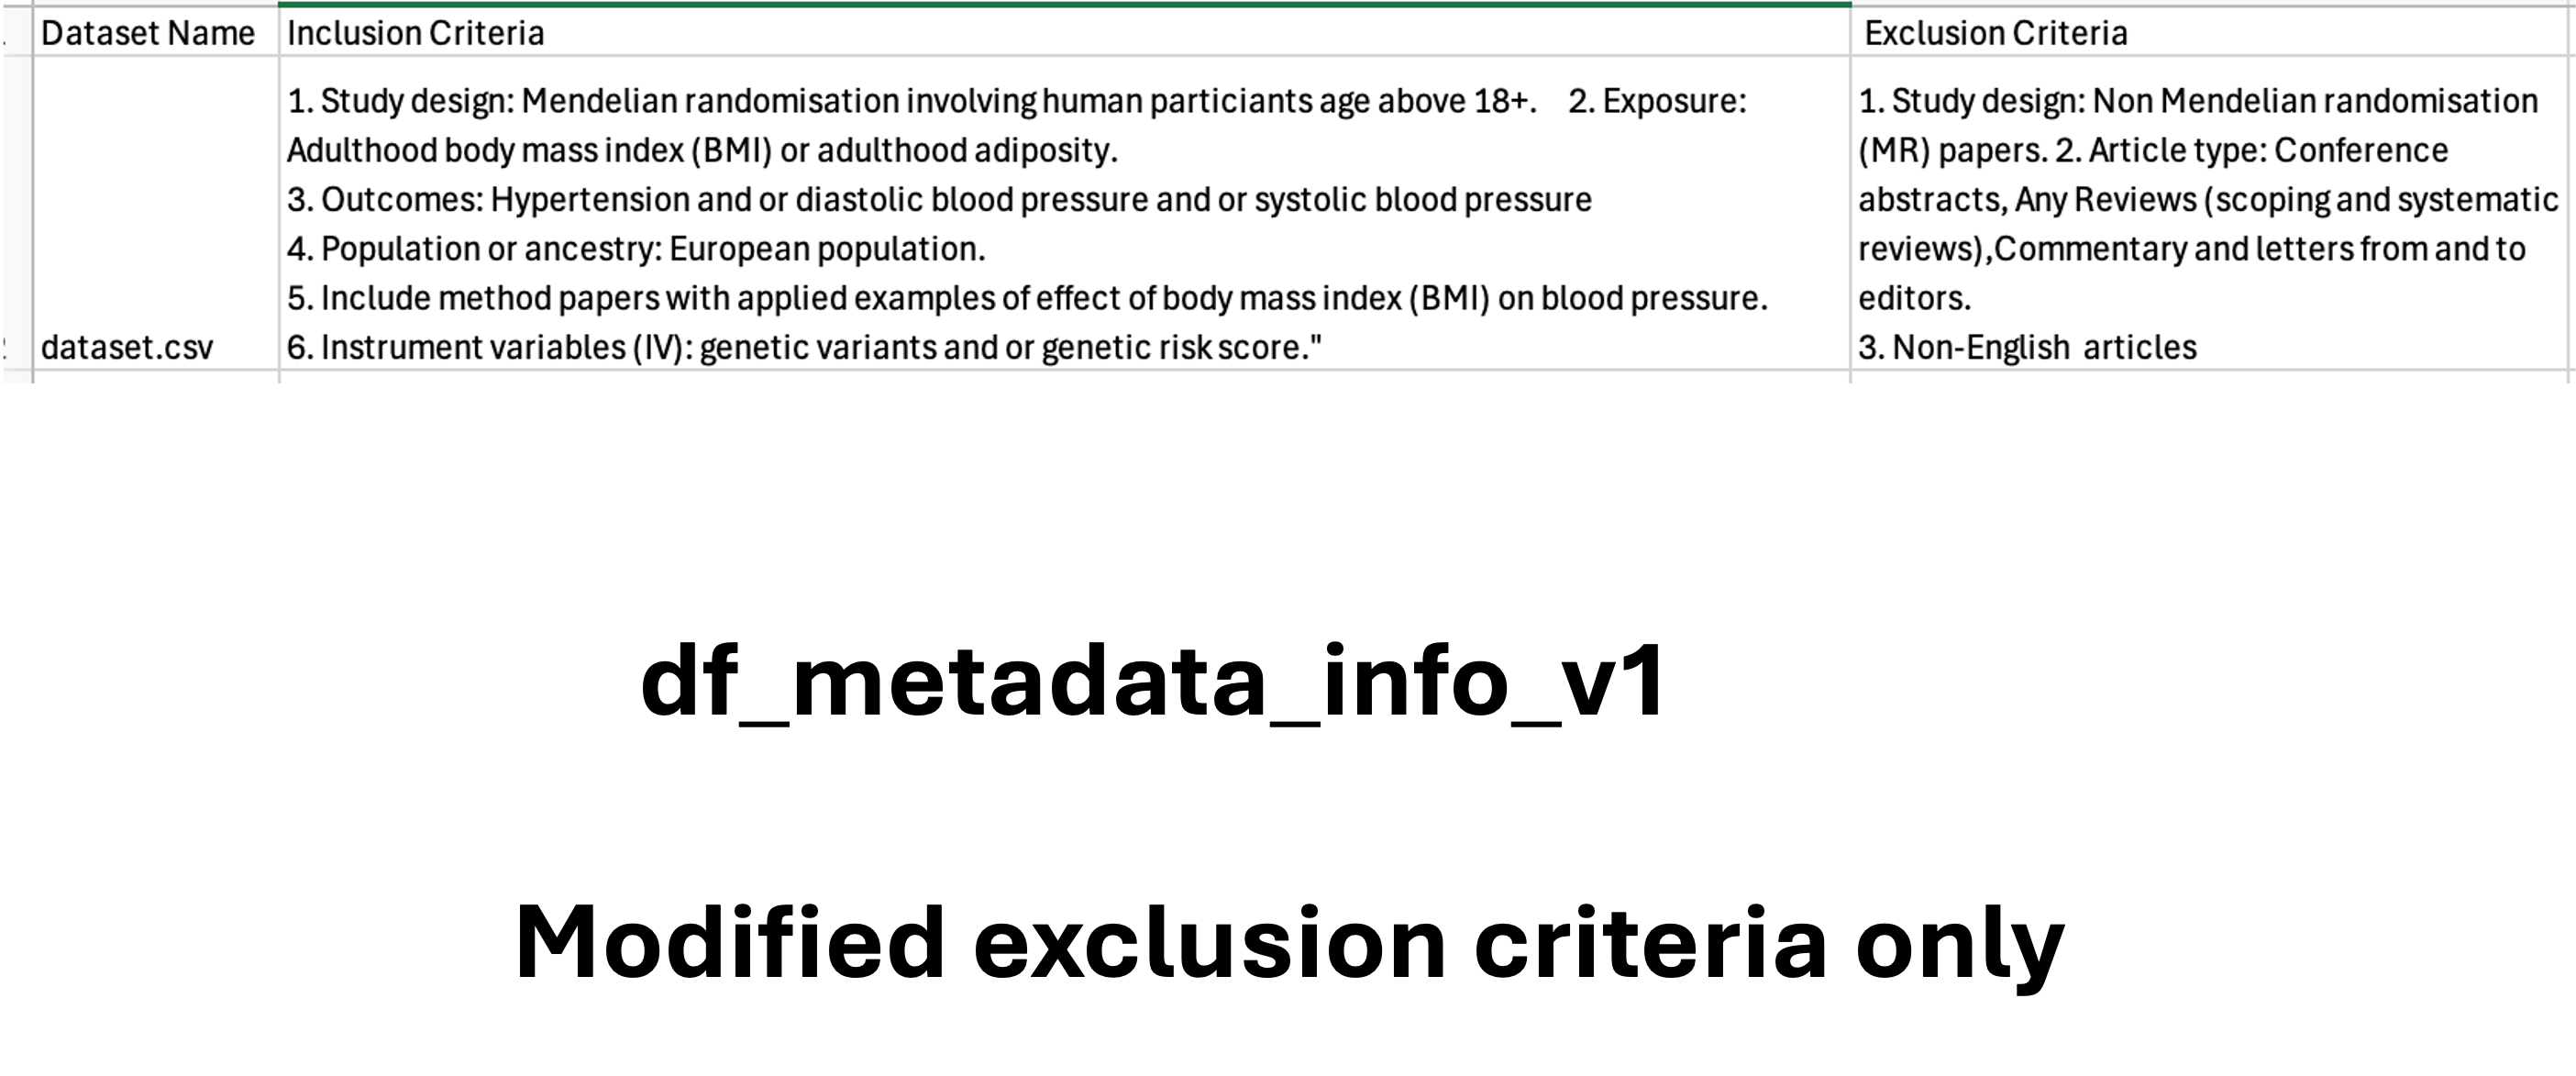 Dataset Name Inclusion Criteria Exclusion Criteria
1. Study design: Mendelian randomisation involving human particiants age above 18+. 2. Exposure:
Adulthood body mass index (BMI) or adulthood adiposity.
3. Outcomes: Hypertension and or diastolic blood pressure and or systolic blood pressure
4. Population or ancestry: European population.
5. Include method papers with applied examples of effect of body mass index (BMI) on blood pressure.
dataset.csv 6. Instrument variables (IV): genetic variants and or genetic risk score."
1. Study design: Non Mendelian randomisation
(MR) papers. 2. Article type: Conference
abstracts, Any Reviews (scoping and systematic
reviews),Commentary and letters from and to
editors.
3. Non-English articles
df_metadata_info_v1
Modified exclusion criteria only